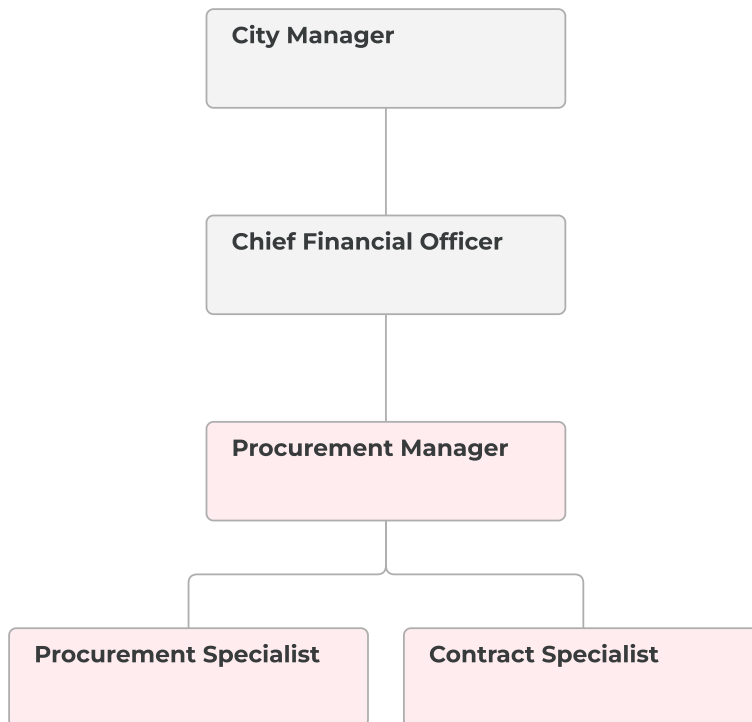 City Manager
Chief Financial Officer
Procurement Manager
Procurement Specialist
Contract Specialist